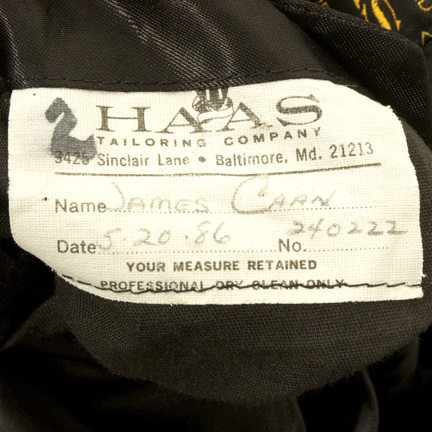 2
HAAS
TAILORING COMPANY
3425 Sinclair Lane • Baltimore, Md. 21213
Name James Caan
Date 5.20.86 No. 240222
YOUR MEASURE RETAINED
PROFESSIONAL DRY CLEAN ONLY